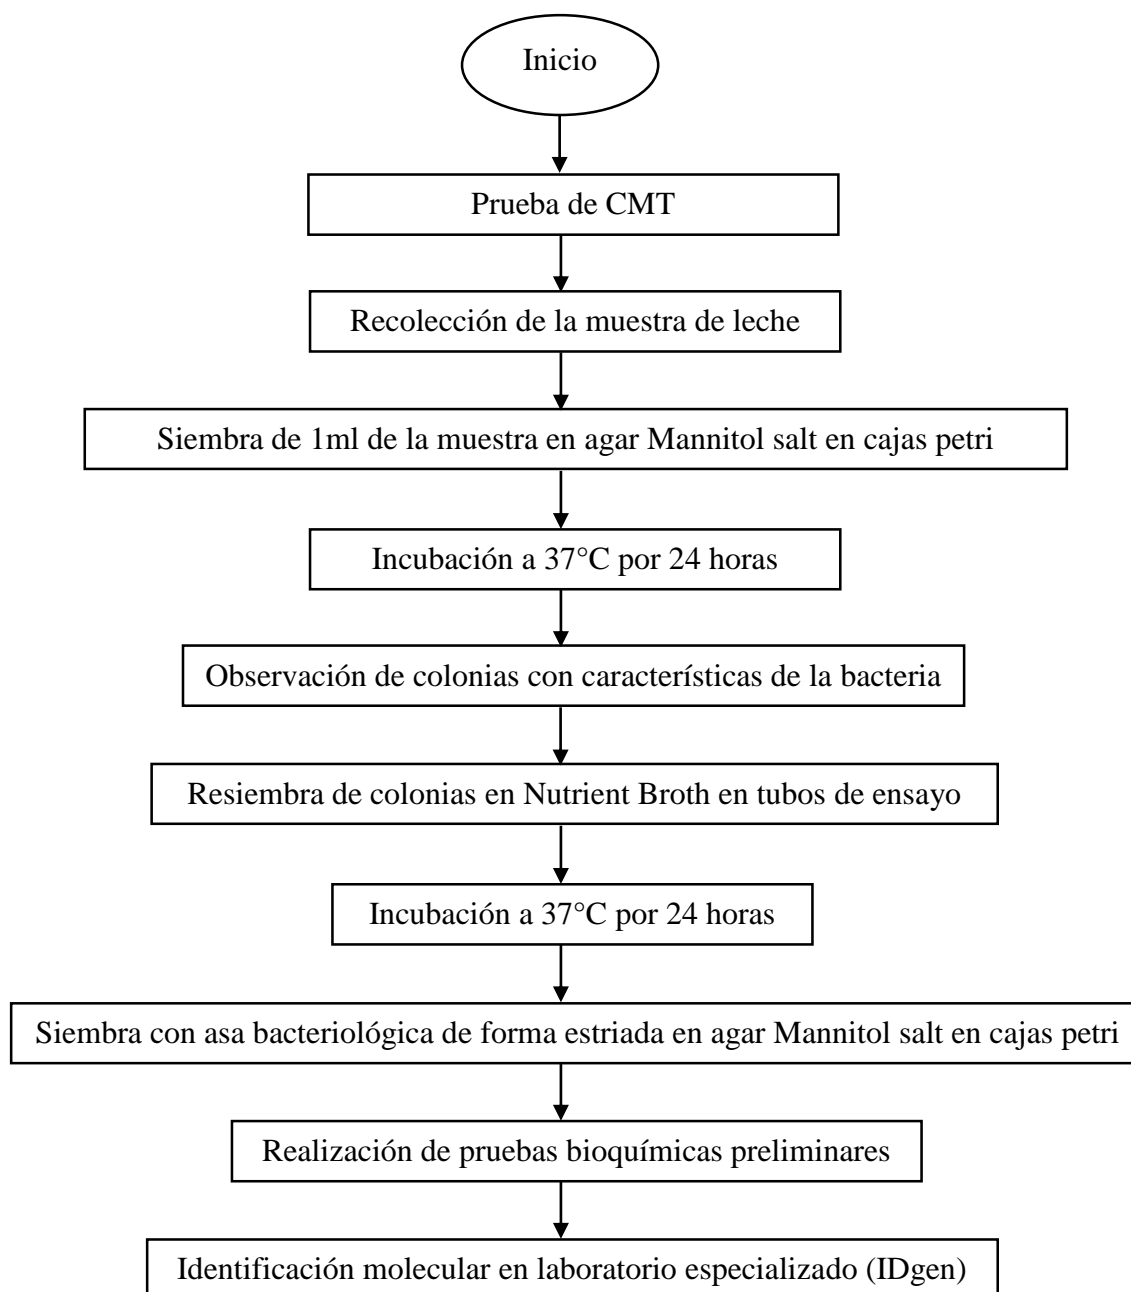 Inicio
Prueba de CMT
Recolección de la muestra de leche
Siembra de 1ml de la muestra en agar Mannitol salt en cajas petri
Incubación a 37°C por 24 horas
Observación de colonias con características de la bacteria
Resiembra de colonias en Nutrient Broth en tubos de ensayo
Incubación a 37°C por 24 horas
Siembra con asa bacteriológica de forma estriada en agar Mannitol salt en cajas petri
Realización de pruebas bioquímicas preliminares
Identificación molecular en laboratorio especializado (IDgen)